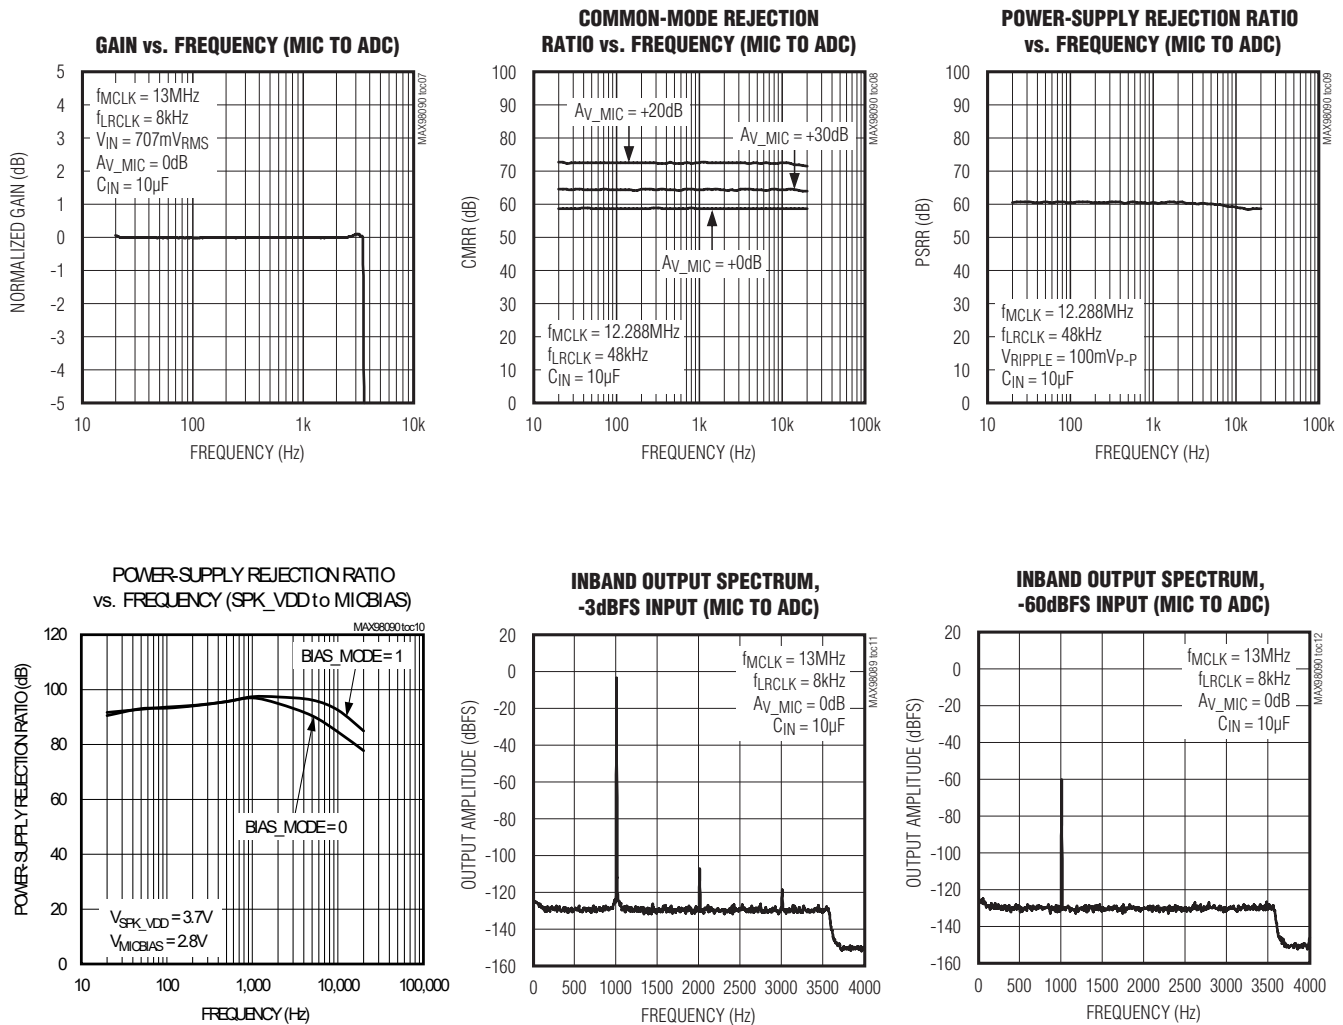 GAIN vs. FREQUENCY (MIC TO ADC)
MAX98090 toc07
fMCLK = 13MHz
fLRCLK = 8kHz
VIN = 707mVRMS
AV_MIC = 0dB
CIN = 10µF
NORMALIZED GAIN (dB)
5
4
3
2
1
0
-1
-2
-3
-4
-5
10
100
1k
10k
FREQUENCY (Hz)
COMMON-MODE REJECTION
RATIO vs. FREQUENCY (MIC TO ADC)
MAX98090 toc08
AV_MIC = +20dB
AV_MIC = +30dB
AV_MIC = +0dB
fMCLK = 12.288MHz
fLRCLK = 48kHz
CIN = 10µF
CMRR (dB)
100
90
80
70
60
50
40
30
20
10
0
10
100
1k
10k
100k
FREQUENCY (Hz)
POWER-SUPPLY REJECTION RATIO
vs. FREQUENCY (MIC TO ADC)
MAX98090 toc09
fMCLK = 12.288MHz
fLRCLK = 48kHz
VRIPPLE = 100mVP-P
CIN = 10µF
PSRR (dB)
100
90
80
70
60
50
40
30
20
10
0
10
100
1k
10k
100k
FREQUENCY (Hz)
POWER-SUPPLY REJECTION RATIO
vs. FREQUENCY (SPK_VDD to MICBIAS)
MAX98090 toc10
BIAS_MODE = 1
BIAS_MODE = 0
VSPK_VDD = 3.7V
VMICBIAS = 2.8V
POWER-SUPPLY REJECTION RATIO (dB)
120
100
80
60
40
20
0
10
100
1,000
10,000
100,000
FREQUENCY (Hz)
INBAND OUTPUT SPECTRUM,
-3dBFS INPUT (MIC TO ADC)
MAX98089 toc11
fMCLK = 13MHz
fLRCLK = 8kHz
AV_MIC = 0dB
CIN = 10µF
OUTPUT AMPLITUDE (dBFS)
20
0
-20
-40
-60
-80
-100
-120
-140
-160
0
500
1000
1500
2000
2500
3000
3500
4000
FREQUENCY (Hz)
INBAND OUTPUT SPECTRUM,
-60dBFS INPUT (MIC TO ADC)
MAX98090 toc12
fMCLK = 13MHz
fLRCLK = 8kHz
AV_MIC = 0dB
CIN = 10µF
OUTPUT AMPLITUDE (dBFS)
20
0
-20
-40
-60
-80
-100
-120
-140
-160
0
500
1000
1500
2000
2500
3000
3500
4000
FREQUENCY (Hz)